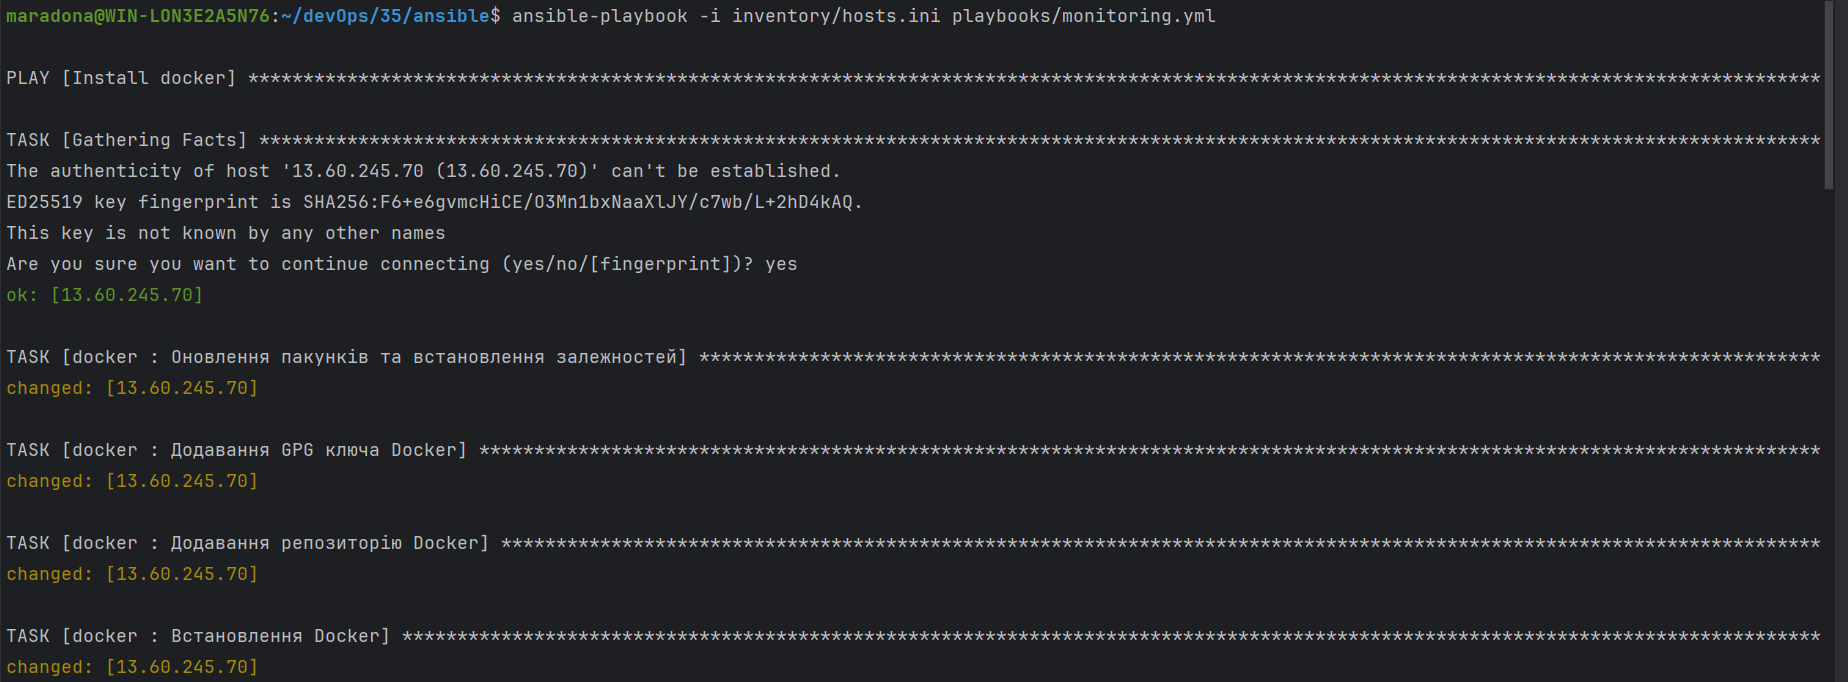 maradona@WIN-LON3E2A5N76:~/devOps/35/ansible$ ansible-playbook -i inventory/hosts.ini playbooks/monitoring.yml
PLAY [Install docker] ***********************************************************************************************************************************************
TASK [Gathering Facts] **********************************************************************************************************************************************
The authenticity of host '13.60.245.70 (13.60.245.70)' can't be established.
ED25519 key fingerprint is SHA256:F6+e6gvmcHiCE/O3Mn1bxNaaXlJY/c7wb/L+2hD4kAQ.
This key is not known by any other names
Are you sure you want to continue connecting (yes/no/[fingerprint])? yes
ok: [13.60.245.70]
TASK [docker : Оновлення пакунків та встановлення залежностей] ******************************************************************************************************
changed: [13.60.245.70]
TASK [docker : Додавання GPG ключа Docker] **************************************************************************************************************************
changed: [13.60.245.70]
TASK [docker : Додавання репозиторію Docker] ************************************************************************************************************************
changed: [13.60.245.70]
TASK [docker : Встановлення Docker] *********************************************************************************************************************************
changed: [13.60.245.70]